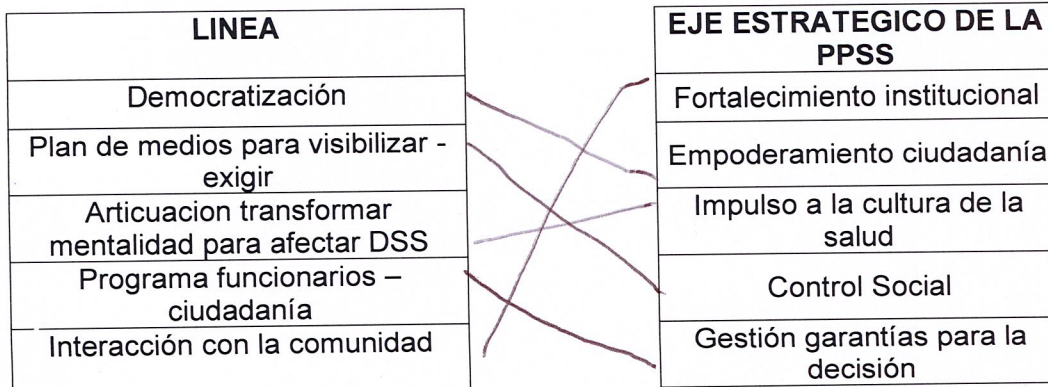 LINEA
Democratización
Plan de medios para visibilizar -
exigir
Articuacion transformar
mentalidad para afectar DSS
Programa funcionarios –
ciudadanía
Interacción con la comunidad
EJE ESTRATEGICO DE LA
PPSS
Fortalecimiento institucional
Empoderamiento ciudadanía
Impulso a la cultura de la
salud
Control Social
Gestión garantías para la
decisión